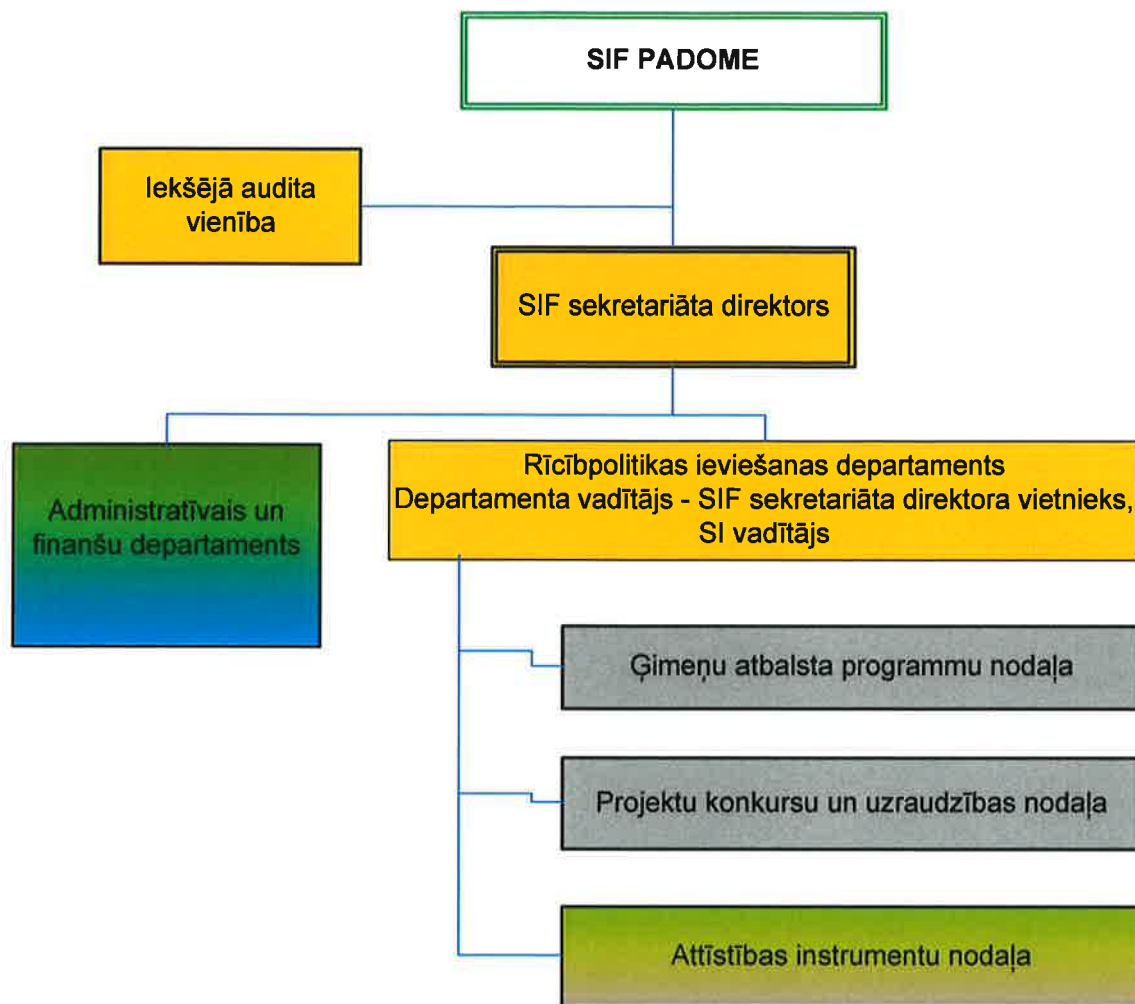 SIF PADOME
Iekšējā audita
vienība
SIF sekretariāta direktors
Administratīvais un
finanšu departaments
Rīcībpolitikas ieviešanas departaments
Departamenta vadītājs - SIF sekretariāta direktora vietnieks,
SI vadītājs
Ģimeņu atbalsta programmu nodaļa
Projektu konkursu un uzraudzības nodaļa
Attīstības instrumentu nodaļa